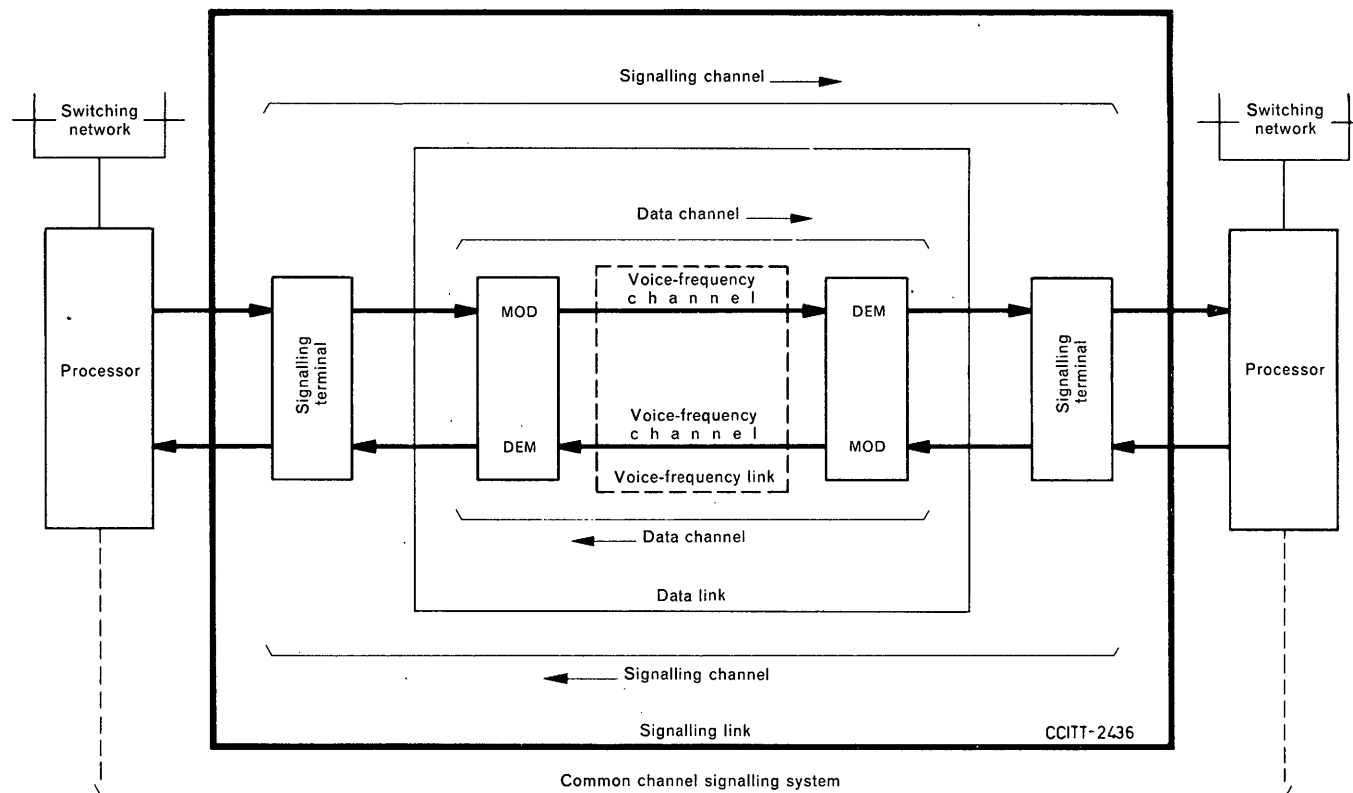 Signalling channel
Switching
network
Switching
network
Data channel
Voice-frequency
channel
MOD
DEM
Processor
Signalling
terminal
Signalling
terminal
Processor
Voice-frequency
channel
DEM
MOD
Voice-frequency link
Data channel
Data link
Signalling channel
Signalling link
CCITT-2436
Common channel signalling system